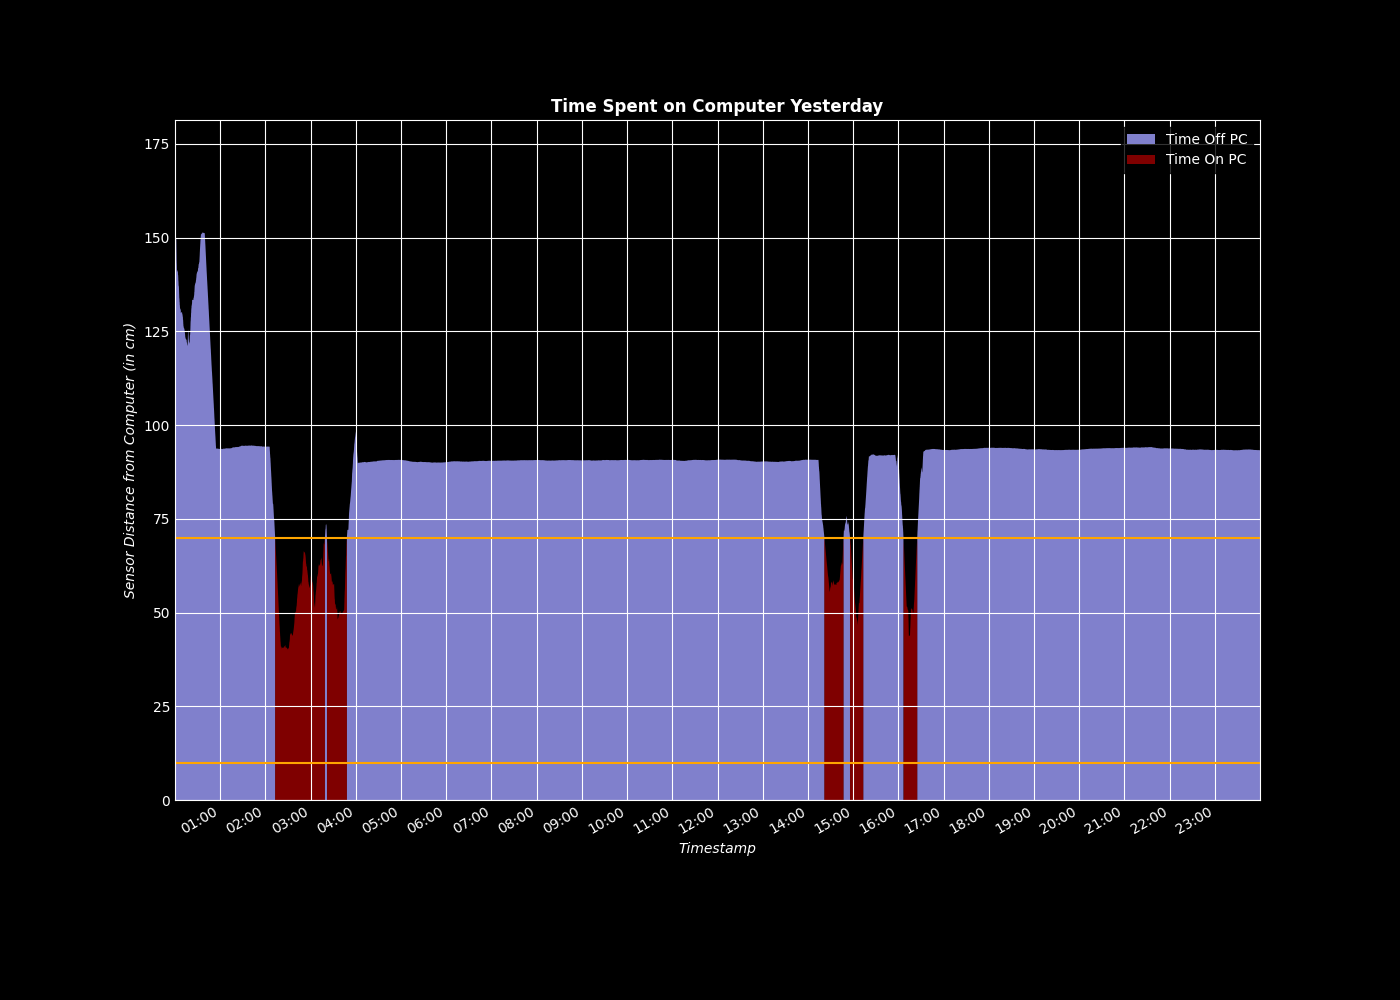 Time Spent on Computer Yesterday
Time Off PC
Time On PC
Sensor Distance from Computer (in cm)
175
150
125
100
75
50
25
0
01:00 02:00 03:00 04:00 05:00 06:00 07:00 08:00 09:00 10:00 11:00 12:00 13:00 14:00 15:00 16:00 17:00 18:00 19:00 20:00 21:00 22:00 23:00
Timestamp